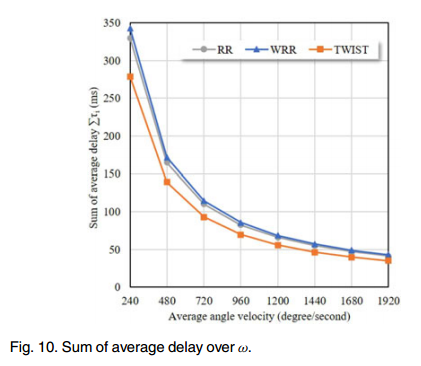 350
300
250
200
150
100
50
0
RR WRR TWIST
Sum of average delay Στᵢ (ms)
240 480 720 960 1200 1440 1680 1920
Average angle velocity (degree/second)
Fig. 10. Sum of average delay over ω.